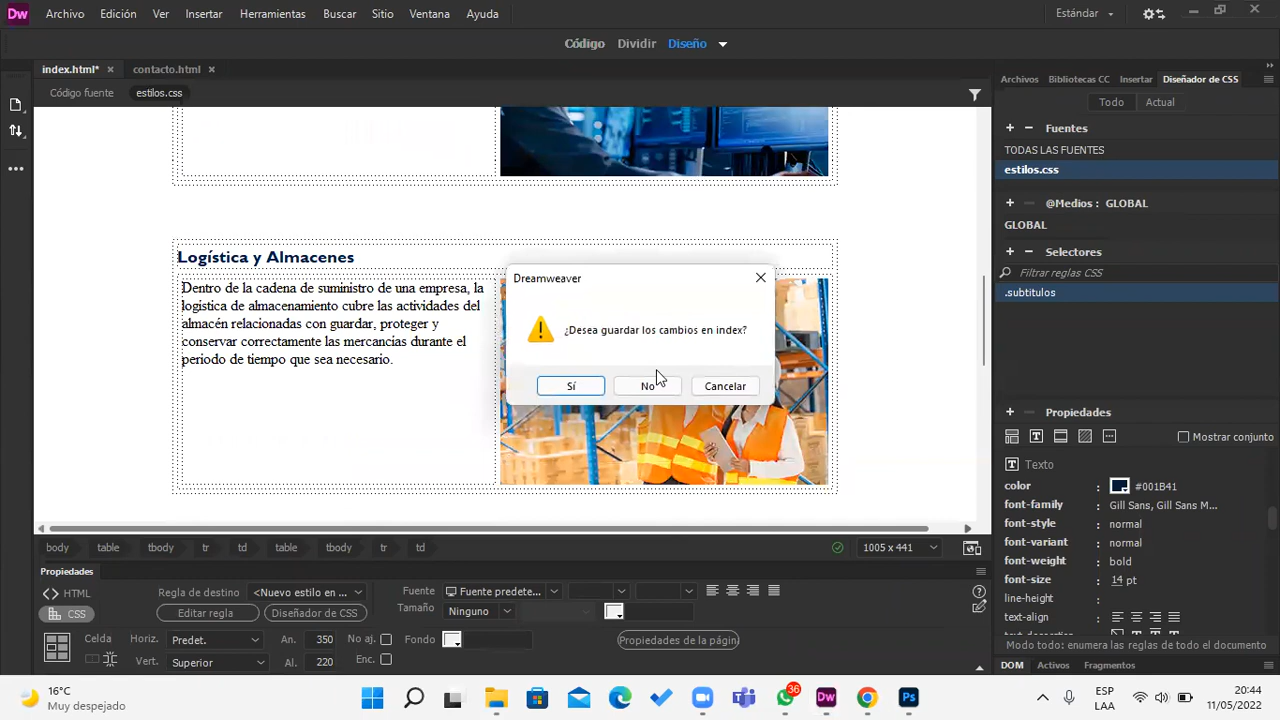 Dw Archivo Edición Ver Insertar Herramientas Buscar Sitio Ventana Ayuda Estándar
Código Dividir Diseño
index.html* contacto.html
Archivos Bibliotecas CC Insertar Diseñador de CSS
Código fuente estilos.css
Todo Actual
Fuentes
TODAS LAS FUENTES
estilos.css
@Medios : GLOBAL
GLOBAL
Selectores
Filtrar reglas CSS
.subtitulos
Logística y Almacenes
Dentro de la cadena de suministro de una empresa, la
logistica de almacenamiento cubre las actividades del
almacén relacionadas con guardar, proteger y
conservar correctamente las mercancias durante el
periodo de tiempo que sea necesario.
Dreamweaver
¿Desea guardar los cambios en index?
Sí No Cancelar
Propiedades
Mostrar conjunto
Texto
color : #001B41
font-family : Gill Sans, Gill Sans M...
font-style : normal
font-variant : normal
font-weight : bold
font-size : 14 pt
line-height :
text-align :
Modo todo: enumera las reglas de todo el documento
DOM Activos Fragmentos
body table tbody tr td table tbody tr td 1005 x 441
Propiedades
HTML Regla de destino <Nuevo estilo en ... Fuente Fuente predete...
CSS Editar regla Diseñador de CSS Tamaño Ninguno
Celda Horiz. Predet. An. 350 No aj. Fondo Propiedades de la págin
Vert. Superior Al. 220 Enc.
16°C
Muy despejado
36
Dw
Ps
ESP
LAA
20:44
11/05/2022